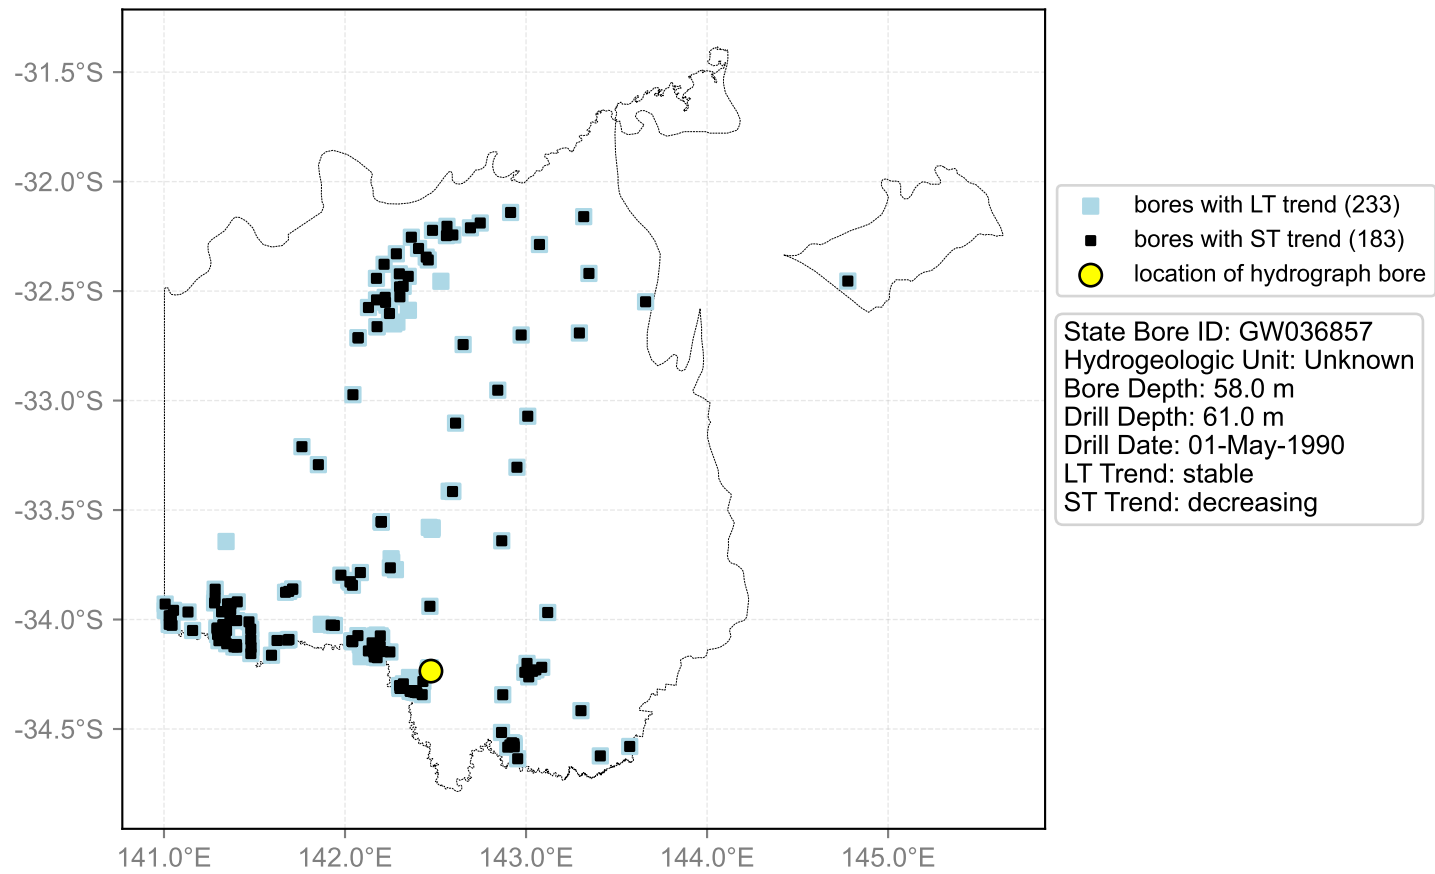 -31.5°S
-32.0°S
-32.5°S
-33.0°S
-33.5°S
-34.0°S
-34.5°S
141.0°E 142.0°E 143.0°E 144.0°E 145.0°E
bores with LT trend (233)
bores with ST trend (183)
location of hydrograph bore
State Bore ID: GW036857
Hydrogeologic Unit: Unknown
Bore Depth: 58.0 m
Drill Depth: 61.0 m
Drill Date: 01-May-1990
LT Trend: stable
ST Trend: decreasing